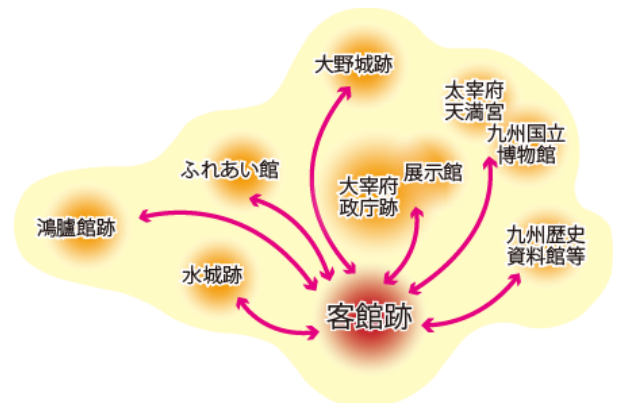 大野城跡
太宰府
天満宮
九州国立
博物館
ふれあい館
展示館
大宰府
政庁跡
鴻臚館跡
九州歴史
資料館等
水城跡
客館跡